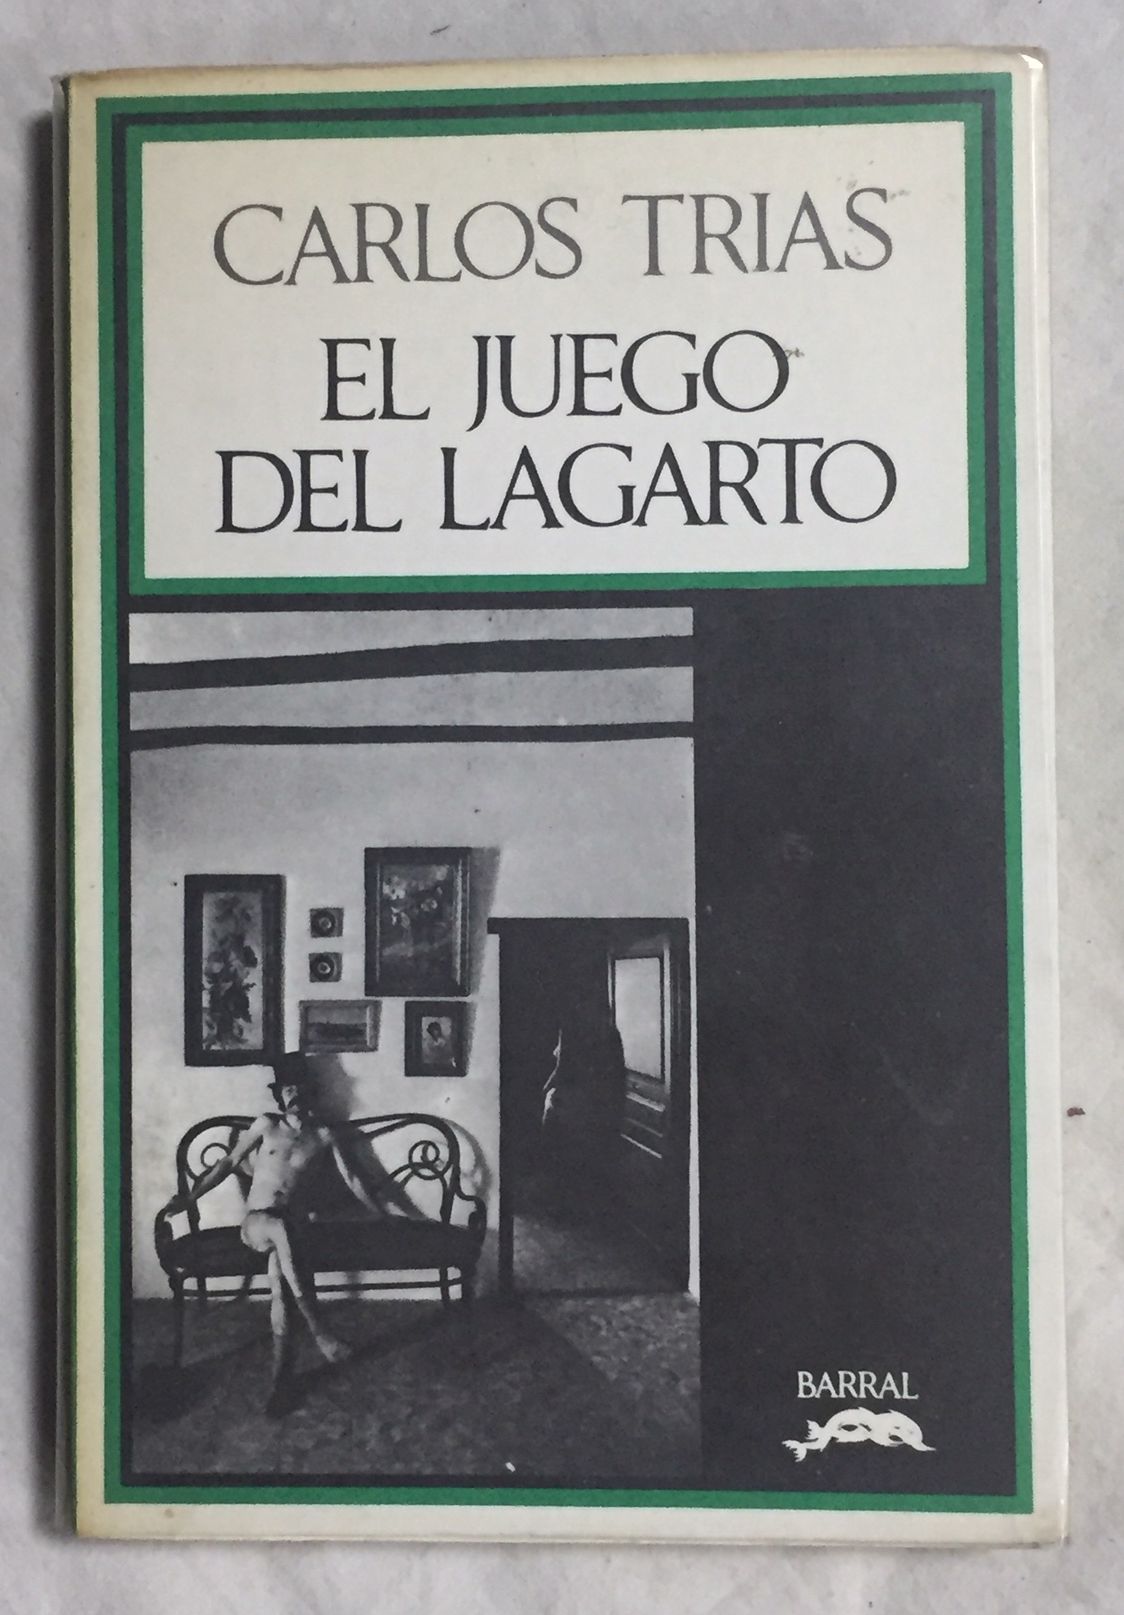 CARLOS TRIAS
EL JUEGO
DEL LAGARTO
BARRAL